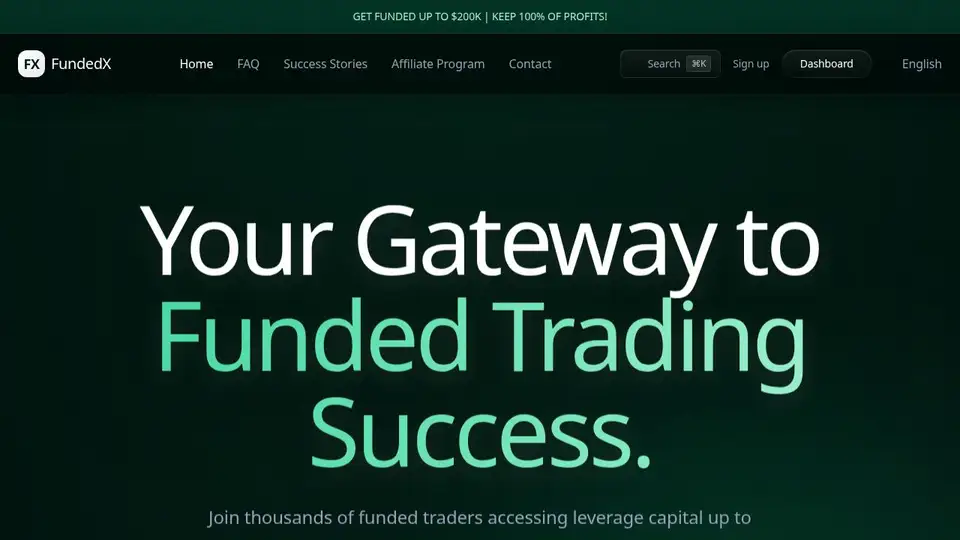 GET FUNDED UP TO $200K | KEEP 100% OF PROFITS!
FX FundedX Home FAQ Success Stories Affiliate Program Contact Search ⌘K Sign up Dashboard English
Your Gateway to
Funded Trading
Success.
Join thousands of funded traders accessing leverage capital up to